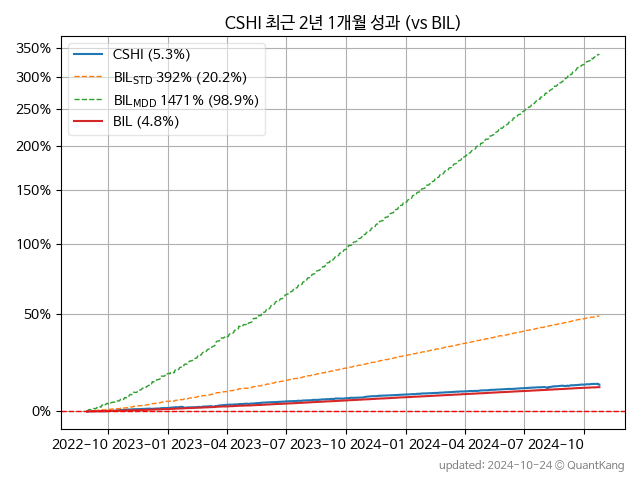 CSHI 최근 2년 1개월 성과 (vs BIL)
350%
300%
250%
200%
150%
100%
50%
0%
CSHI (5.3%)
BIL_STD 392% (20.2%)
BIL_MDD 1471% (98.9%)
BIL (4.8%)
2022-10 2023-01 2023-04 2023-07 2023-10 2024-01 2024-04 2024-07 2024-10
updated: 2024-10-24 © QuantKang